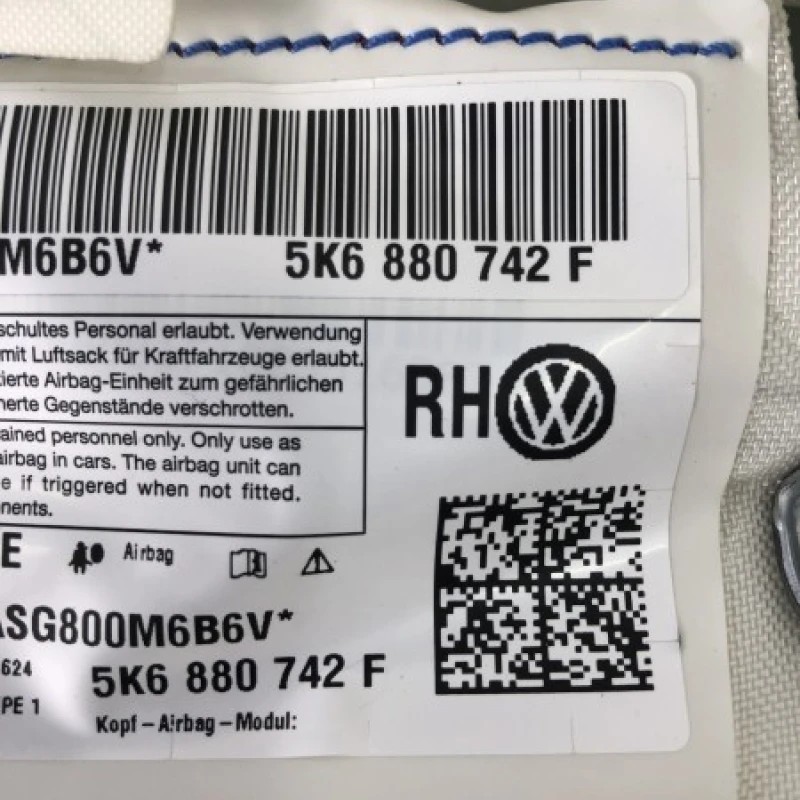 M6B6V* 5K6 880 742 F
schultes Personal erlaubt. Verwendung
mit Luftsack für Kraftfahrzeuge erlaubt.
tierte Airbag-Einheit zum gefährlichen
nerte Gegenstände verschrotten.
ained personnel only. Only use as
airbag in cars. The airbag unit can
e if triggered when not fitted.
nents.
RH
E Airbag
ASG800M6B6V*
624 5K6 880 742 F
PE 1 Kopf-Airbag-Modul: